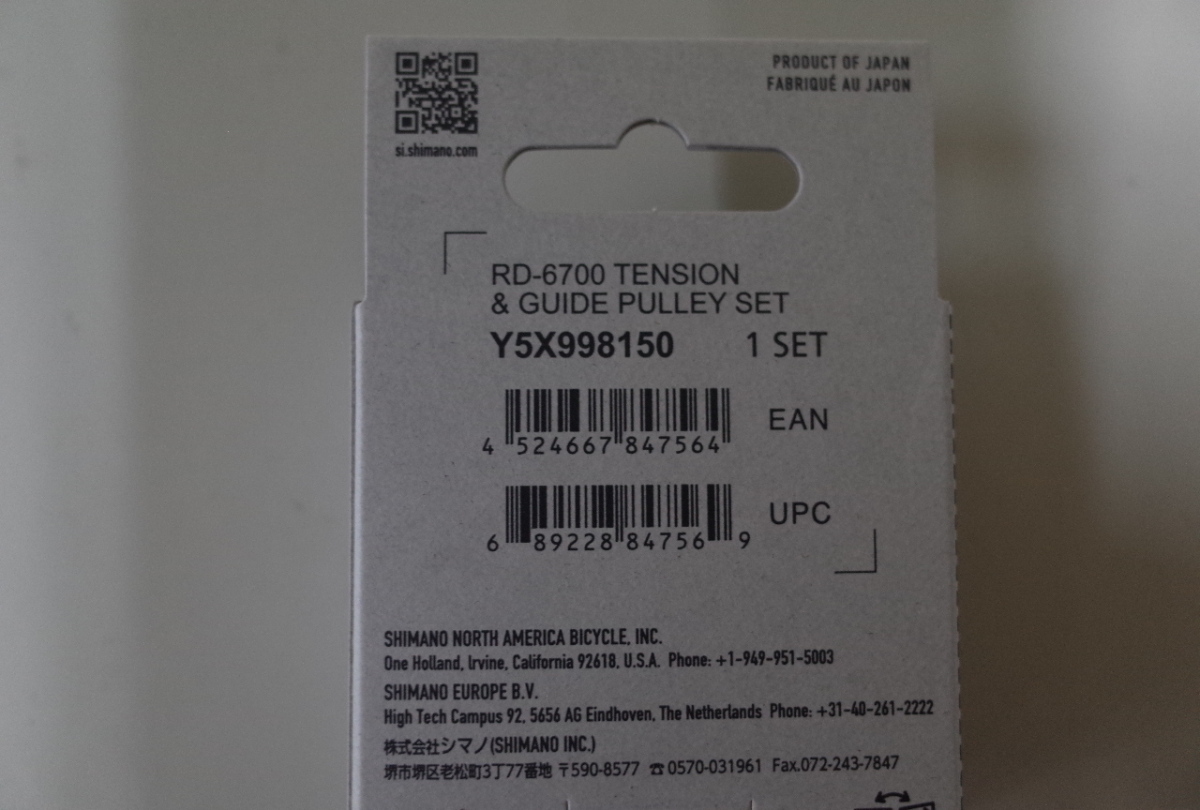 PRODUCT OF JAPAN
FABRIQUÉ AU JAPON
si.shimano.com
RD-6700 TENSION
& GUIDE PULLEY SET
Y5X998150 1 SET
4 524667 847564 EAN
6 89228 84756 9 UPC
SHIMANO NORTH AMERICA BICYCLE, INC.
One Holland, Irvine, California 92618, U.S.A. Phone: +1-949-951-5003
SHIMANO EUROPE B.V.
High Tech Campus 92, 5656 AG Eindhoven, The Netherlands Phone: +31-40-261-2222
株式会社シマノ(SHIMANO INC.)
堺市堺区老松町3丁77番地 〒590-8577 ☎0570-031961 Fax.072-243-7847